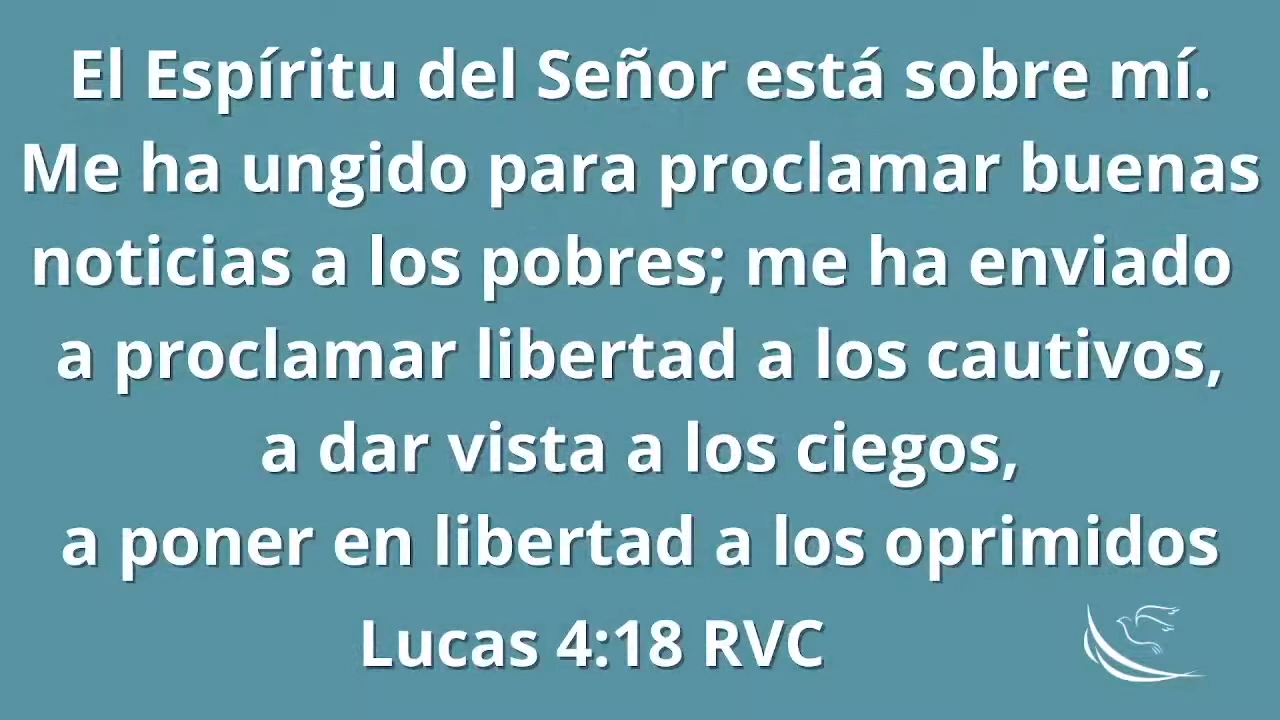 El Espíritu del Señor está sobre mí.
Me ha ungido para proclamar buenas
noticias a los pobres; me ha enviado
a proclamar libertad a los cautivos,
a dar vista a los ciegos,
a poner en libertad a los oprimidos
Lucas 4:18 RVC